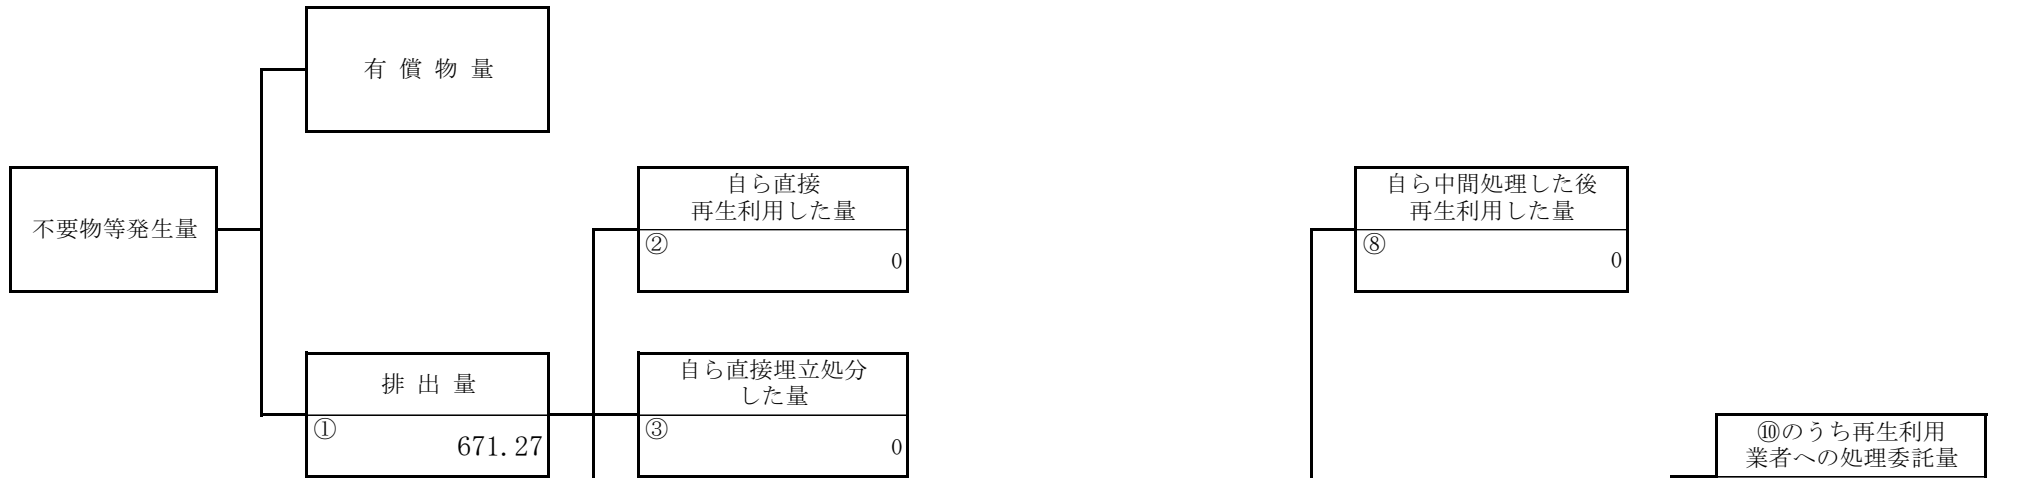 有償物量
不要物等発生量
自ら直接
再生利用した量
②
0
自ら中間処理した後
再生利用した量
⑧
0
排出量
①
671.27
自ら直接埋立処分
した量
③
0
⑩のうち再生利用
業者への処理委託量